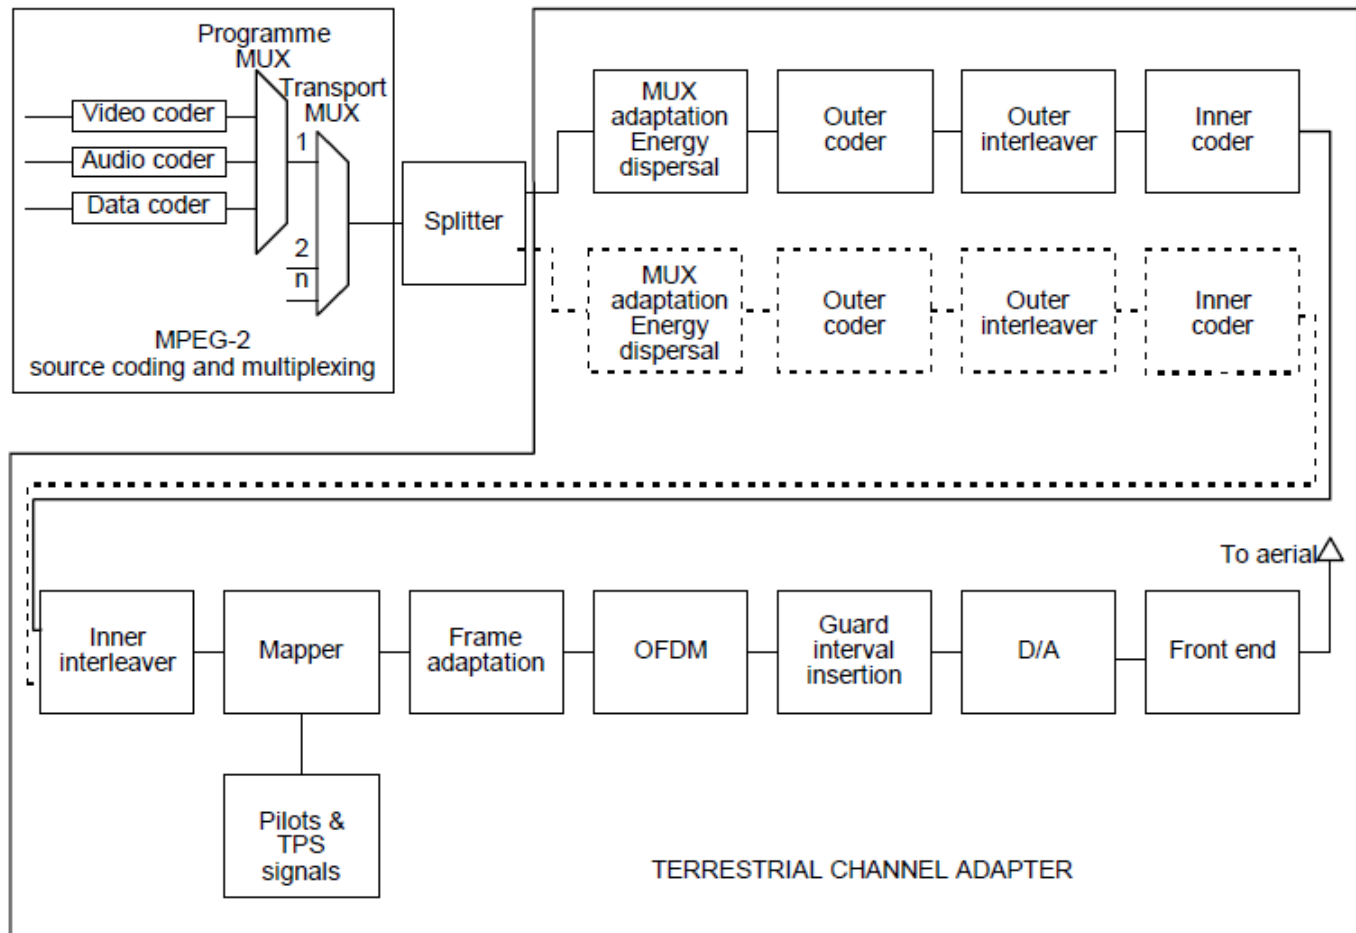 Programme
MUX
Transport
MUX
Video coder
Audio coder
Data coder
1
2
n
MPEG-2
source coding and multiplexing
Splitter
MUX
adaptation
Energy
dispersal
Outer
coder
Outer
interleaver
Inner
coder
MUX
adaptation
Energy
dispersal
Outer
coder
Outer
interleaver
Inner
coder
To aerial
Inner
interleaver
Mapper
Frame
adaptation
OFDM
Guard
interval
insertion
D/A
Front end
Pilots &
TPS
signals
TERRESTRIAL CHANNEL ADAPTER